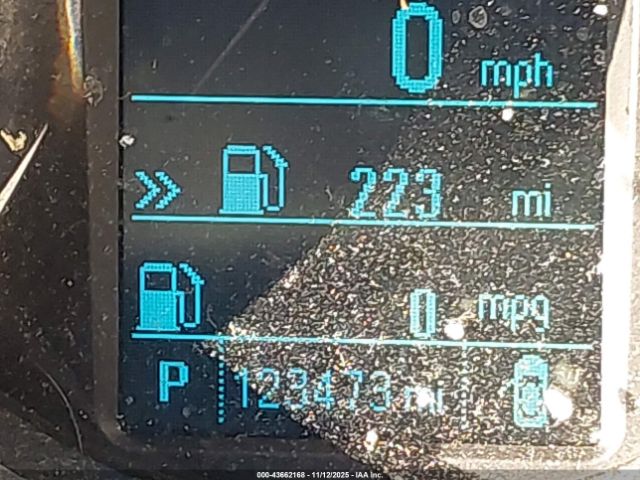 0 mph
223 mi
0 mpg
P 123473 mi
000-43662168 - 11/12/2025 - IAA Inc.